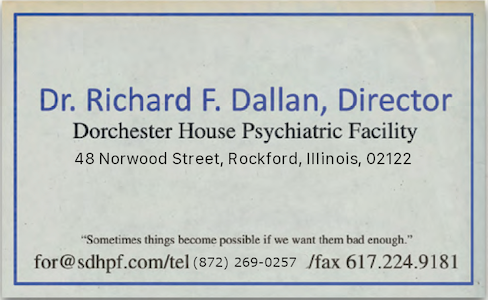 Dr. Richard F. Dallan, Director
Dorchester House Psychiatric Facility
48 Norwood Street, Rockford, Illinois, 02122
“Sometimes things become possible if we want them bad enough.”
for@sdhpf.com/tel (872) 269-0257 /fax 617.224.9181